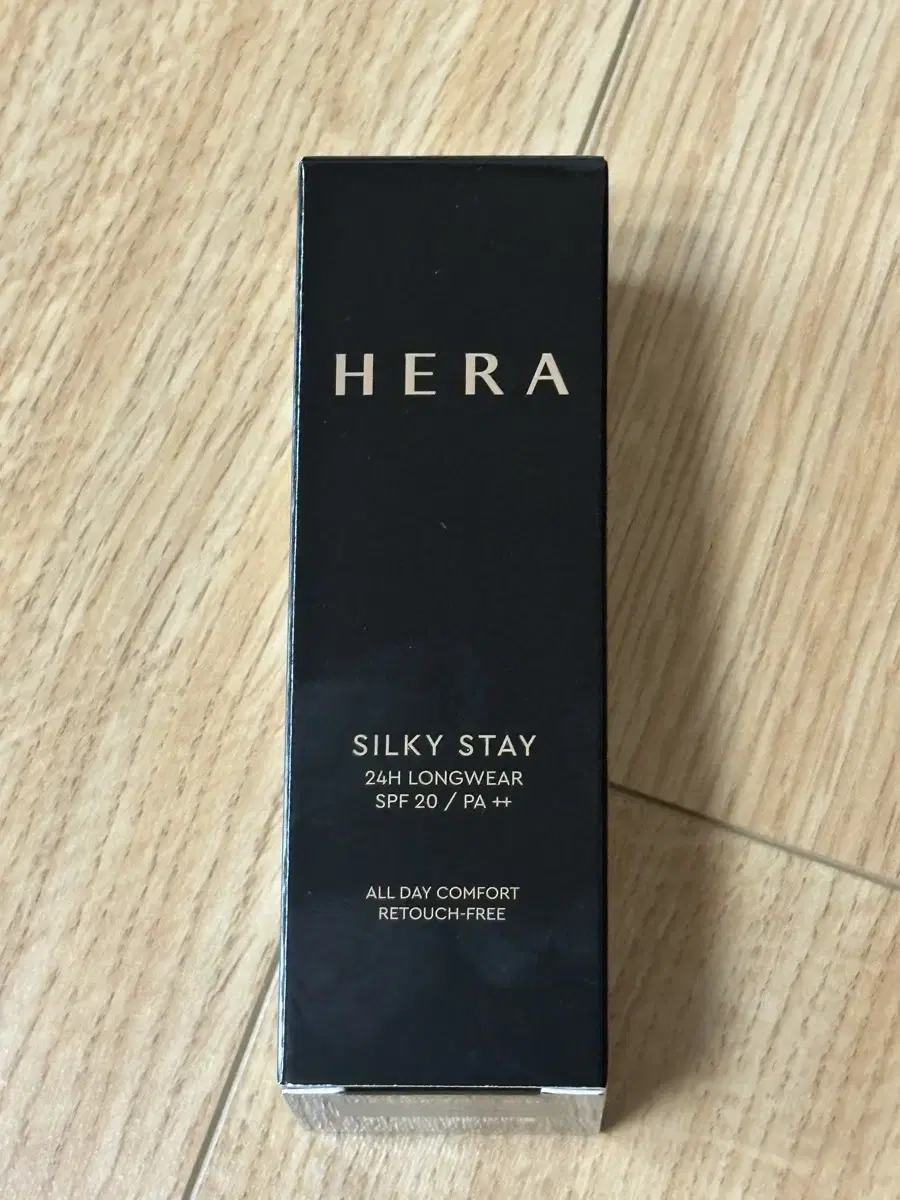 HERA
SILKY STAY
24H LONGWEAR
SPF 20 / PA ++
ALL DAY COMFORT
RETOUCH-FREE